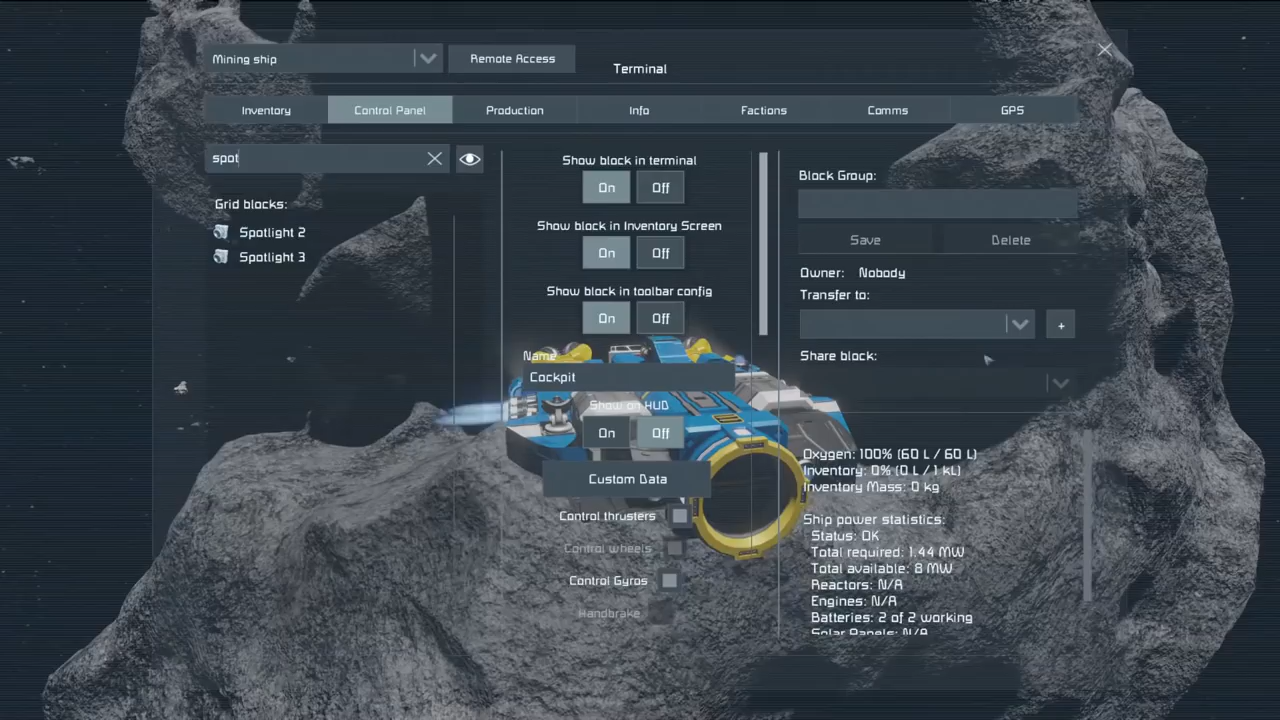 Mining ship
Remote Access
Terminal
Inventory
Control Panel
Production
Info
Factions
Comms
GPS
spot
Grid blocks:
Spotlight 2
Spotlight 3
Show block in terminal
On Off
Show block in Inventory Screen
On Off
Show block in toolbar config
On Off
Name
Cockpit
Show on HUD
On Off
Custom Data
Control thrusters
Control wheels
Control Gyros
Handbrake
Block Group:
Save
Delete
Owner: Nobody
Transfer to:
+
Share block:
Oxygen: 100% (60 L / 60 L)
Inventory: 0% (0 L / 1 kL)
Inventory Mass: 0 kg
Ship power statistics:
Status: OK
Total required: 1.44 MW
Total available: 8 MW
Reactors: N/A
Engines: N/A
Batteries: 2 of 2 working
Solar Panels: N/A